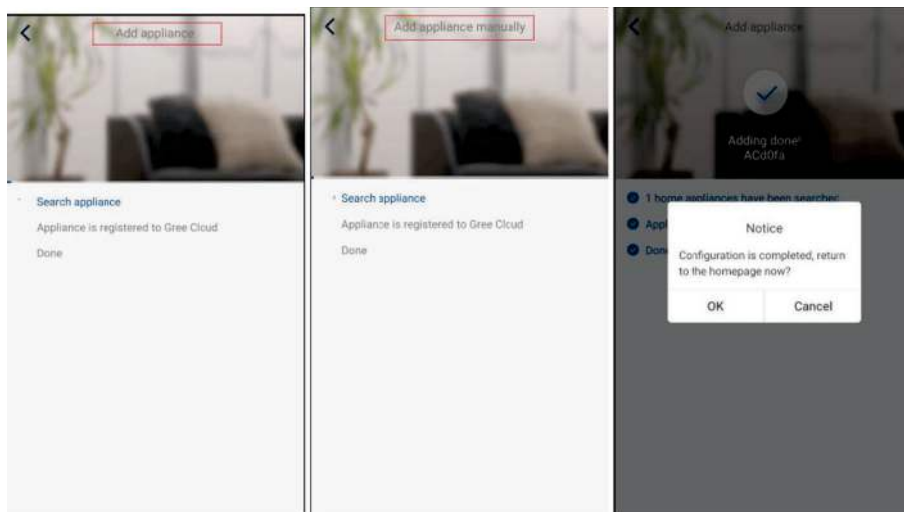 Add appliance
Search appliance
Appliance is registered to Gree Cloud
Done
Add appliance manually
Search appliance
Appliance is registered to Gree Cloud
Done
Add appliance
Adding done
ACd0fa
1 home appliances have been searched
Appl
Don
Notice
Configuration is completed, return
to the homepage now?
OK
Cancel